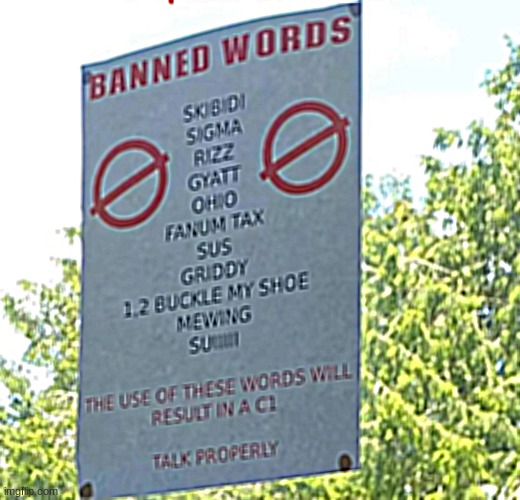 BANNED WORDS
SKIBIDI
SIGMA
RIZZ
GYATT
OHIO
FANUM TAX
SUS
GRIDDY
1,2 BUCKLE MY SHOE
MEWING
SUIIIIII
THE USE OF THESE WORDS WILL
RESULT IN A C1
TALK PROPERLY
imgflip.com